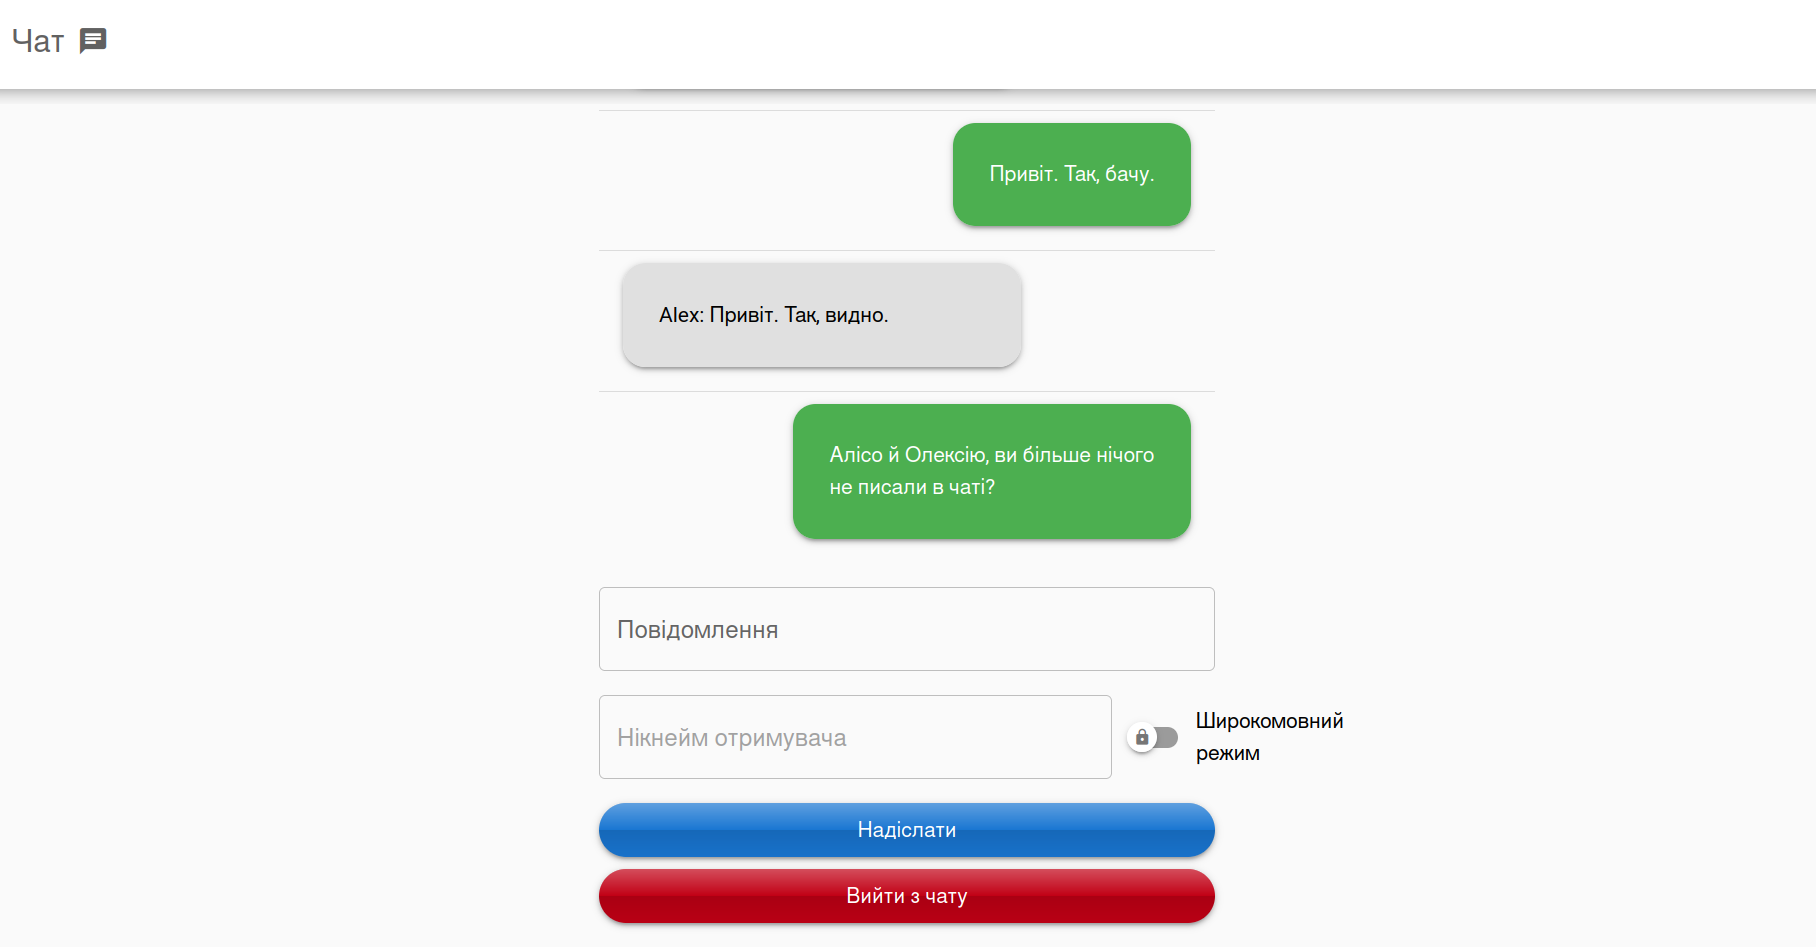 Чат
Привіт. Так, бачу.
Alex: Привіт. Так, видно.
Алісо й Олексію, ви більше нічого
не писали в чаті?
Повідомлення
Нікнейм отримувача
Широкомовний
режим
Надіслати
Вийти з чату